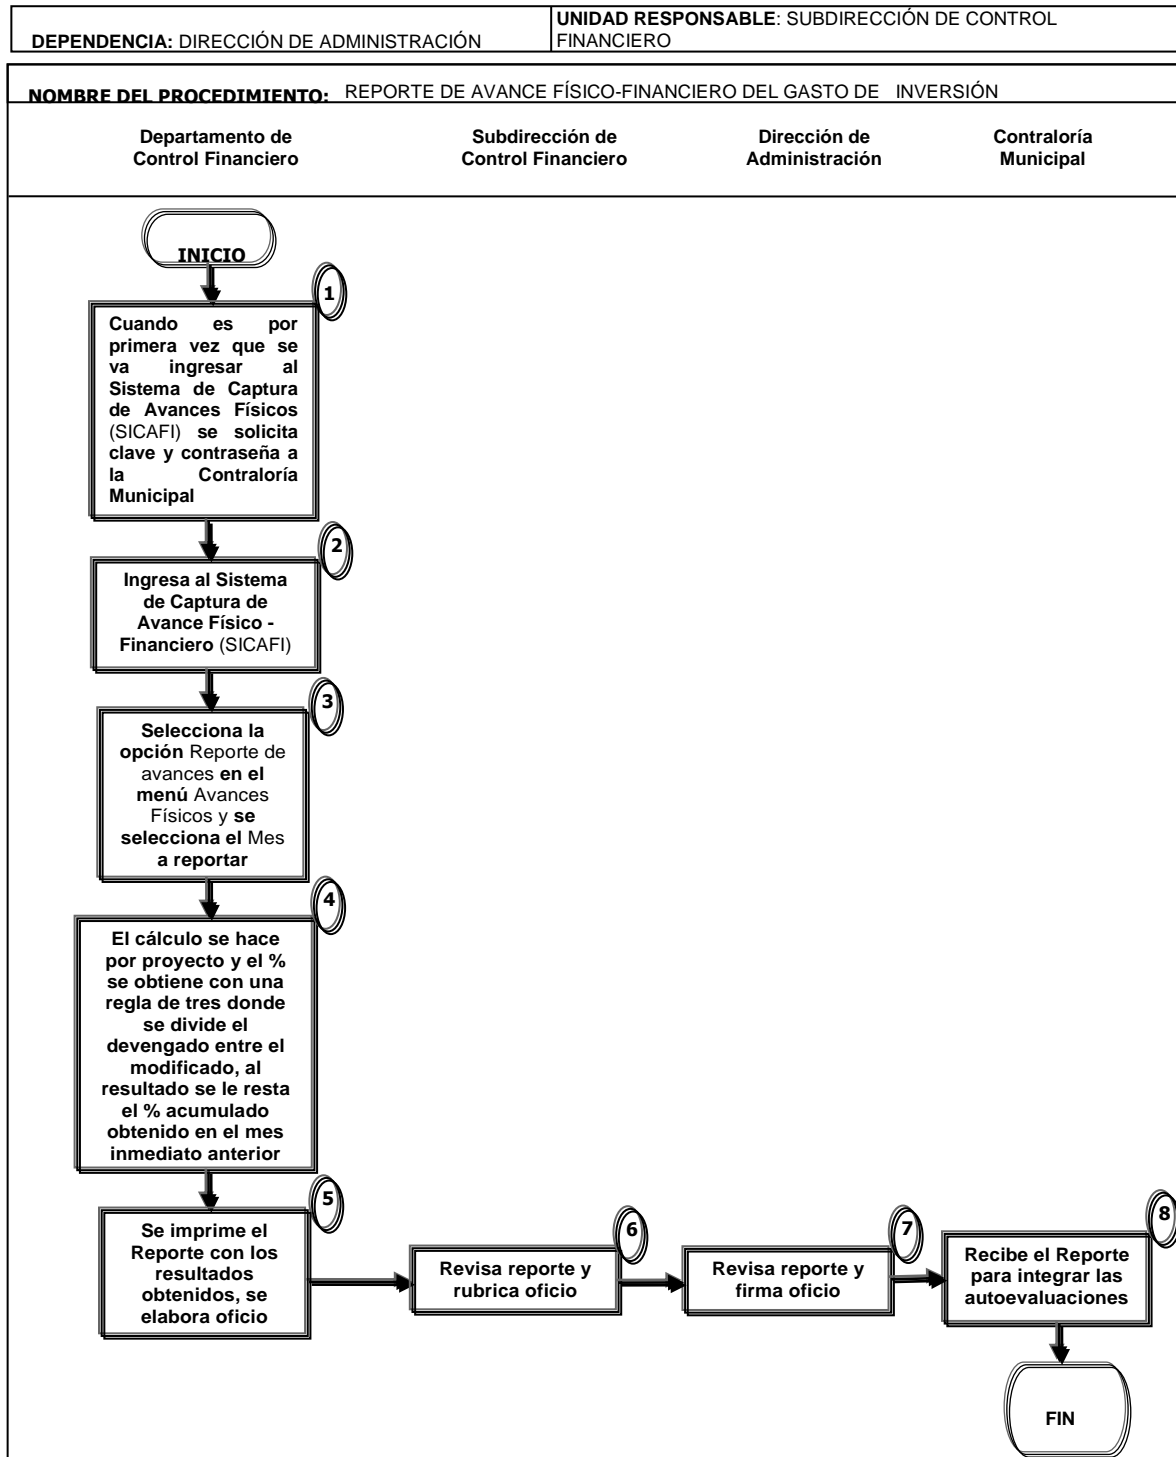 DEPENDENCIA: DIRECCIÓN DE ADMINISTRACIÓN
UNIDAD RESPONSABLE: SUBDIRECCIÓN DE CONTROL
FINANCIERO
NOMBRE DEL PROCEDIMIENTO: REPORTE DE AVANCE FÍSICO-FINANCIERO DEL GASTO DE INVERSIÓN
Departamento de
Control Financiero
Subdirección de
Control Financiero
Dirección de
Administración
Contraloría
Municipal
INICIO
1
Cuando es por
primera vez que se
va ingresar al
Sistema de Captura
de Avances Físicos
(SICAFI) se solicita
clave y contraseña a
la Contraloría
Municipal
2
Ingresa al Sistema
de Captura de
Avance Físico -
Financiero (SICAFI)
3
Selecciona la
opción Reporte de
avances en el
menú Avances
Físicos y se
selecciona el Mes
a reportar
4
El cálculo se hace
por proyecto y el %
se obtiene con una
regla de tres donde
se divide el
devengado entre el
modificado, al
resultado se le resta
el % acumulado
obtenido en el mes
inmediato anterior
5
Se imprime el
Reporte con los
resultados
obtenidos, se
elabora oficio
6
Revisa reporte y
rubrica oficio
7
Revisa reporte y
firma oficio
8
Recibe el Reporte
para integrar las
autoevaluaciones
FIN